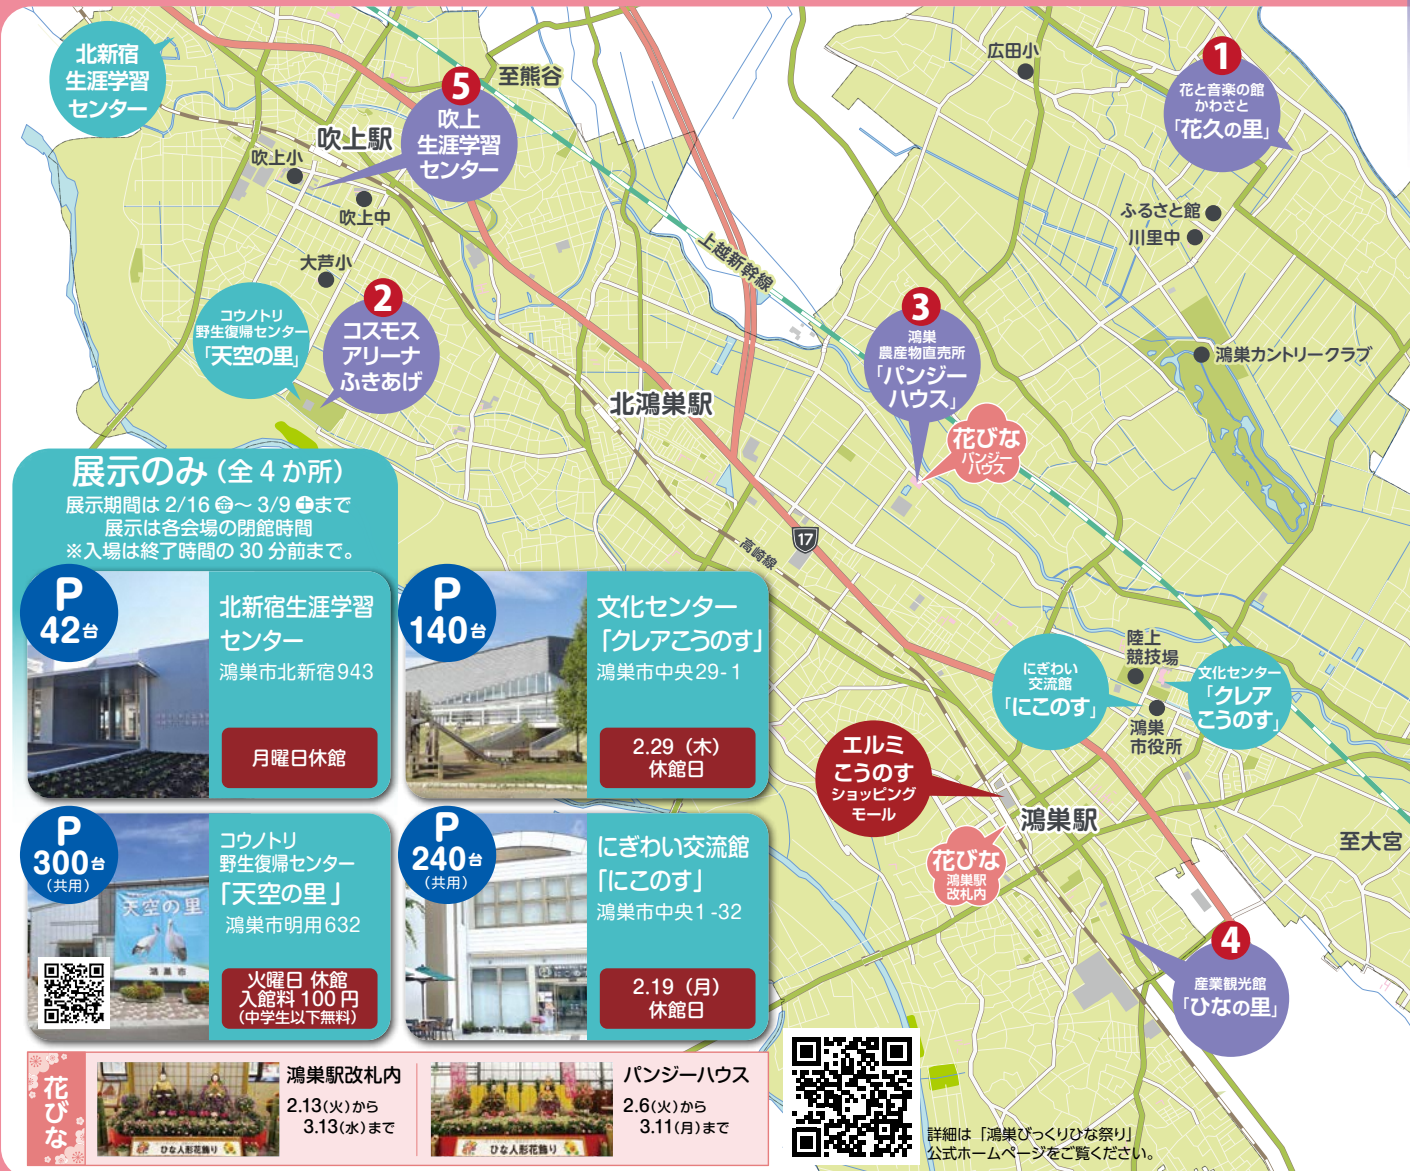 北新宿
生涯学習
センター
5
吹上
生涯学習
センター
至熊谷
吹上駅
吹上小
吹上中
大芦小
コウノトリ
野生復帰センター
「天空の里」
2
コスモス
アリーナ
ふきあげ
上越新幹線
広田小
1
花と音楽の館
かわさと
「花久の里」
ふるさと館
川里中
3
鴻巣
農産物直売所
「パンジー
ハウス」
鴻巣カントリークラブ
北鴻巣駅
花びな
パンジー
ハウス
17
高崎線
陸上
競技場
にぎわい
交流館
「にこのす」
文化センター
「クレア
こうのす」
鴻巣
市役所
エルミ
こうのす
ショッピング
モール
鴻巣駅
花びな
鴻巣駅
改札内
至大宮
4
産業観光館
「ひなの里」
展示のみ（全4か所）
展示期間は 2/16 金〜 3/9 土まで
展示は各会場の閉館時間
※入場は終了時間の 30 分前まで。
P
42台
北新宿生涯学習
センター
鴻巣市北新宿943
月曜日休館
P
140台
文化センター
「クレアこうのす」
鴻巣市中央29-1
2.29（木）
休館日
P
300台
（共用）
コウノトリ
野生復帰センター
「天空の里」
鴻巣市明用632
天空の里
鴻巣市
火曜日 休館
入館料 100 円
（中学生以下無料）
P
240台
（共用）
にぎわい交流館
「にこのす」
鴻巣市中央1-32
2.19（月）
休館日
花びな
鴻巣駅改札内
2.13(火)から
3.13(水)まで
ひな人形花飾り
パンジーハウス
2.6(火)から
3.11(月)まで
ひな人形花飾り
詳細は「鴻巣びっくりひな祭り」
公式ホームページをご覧ください。